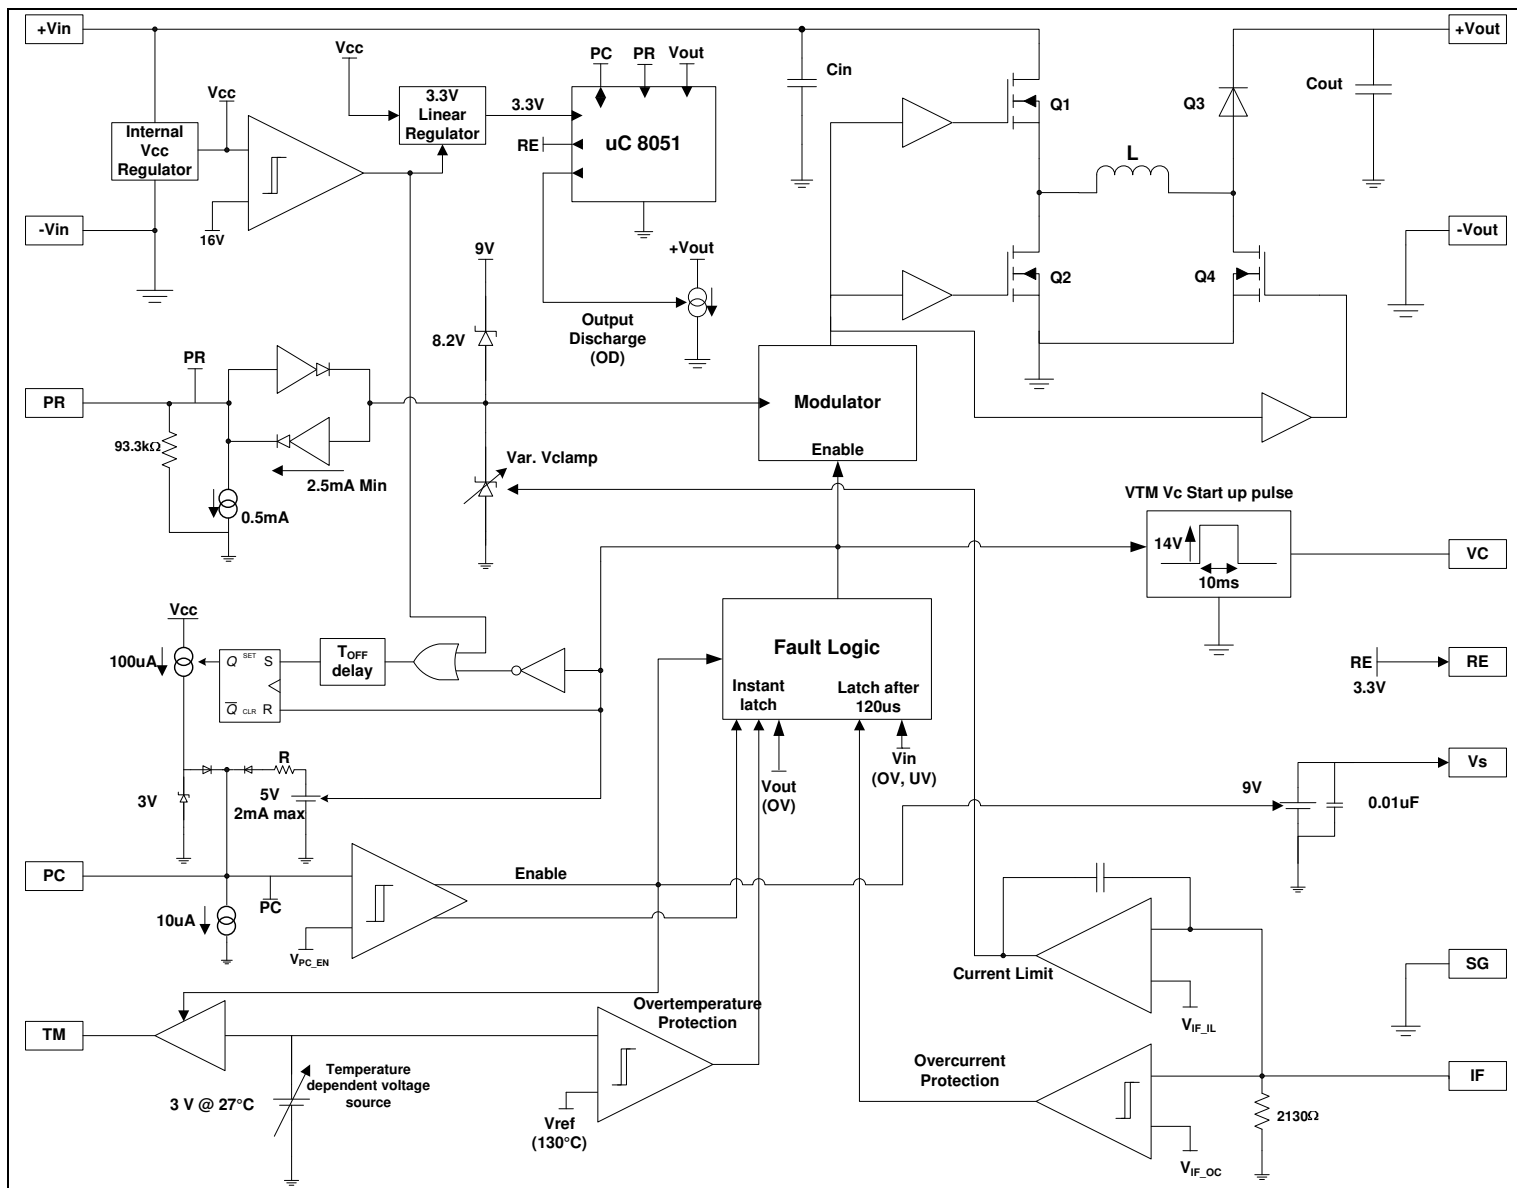 +Vin
+Vout
Vcc
PC
PR
Vout
Vcc
3.3V
Linear
Regulator
3.3V
uC 8051
RE
Cin
Q1
Q3
Cout
Internal
Vcc
Regulator
L
16V
-Vin
-Vout
9V
+Vout
Q2
Q4
8.2V
Output
Discharge
(OD)
PR
PR
Modulator
Enable
93.3kΩ
2.5mA Min
0.5mA
Var. Vclamp
VTM Vc Start up pulse
14V
10ms
VC
Vcc
100uA
Q SET S
Q CLR R
TOFF
delay
Fault Logic
Instant
latch
Latch after
120us
RE
3.3V
RE
R
3V
5V
2mA max
Vout
(OV)
Vin
(OV, UV)
9V
0.01uF
Vs
PC
PC
10uA
Enable
VPC_EN
Current Limit
VIF_IL
SG
TM
Overtemperature
Protection
Temperature
dependent voltage
source
3 V @ 27°C
Vref
(130°C)
Overcurrent
Protection
VIF_OC
2130Ω
IF